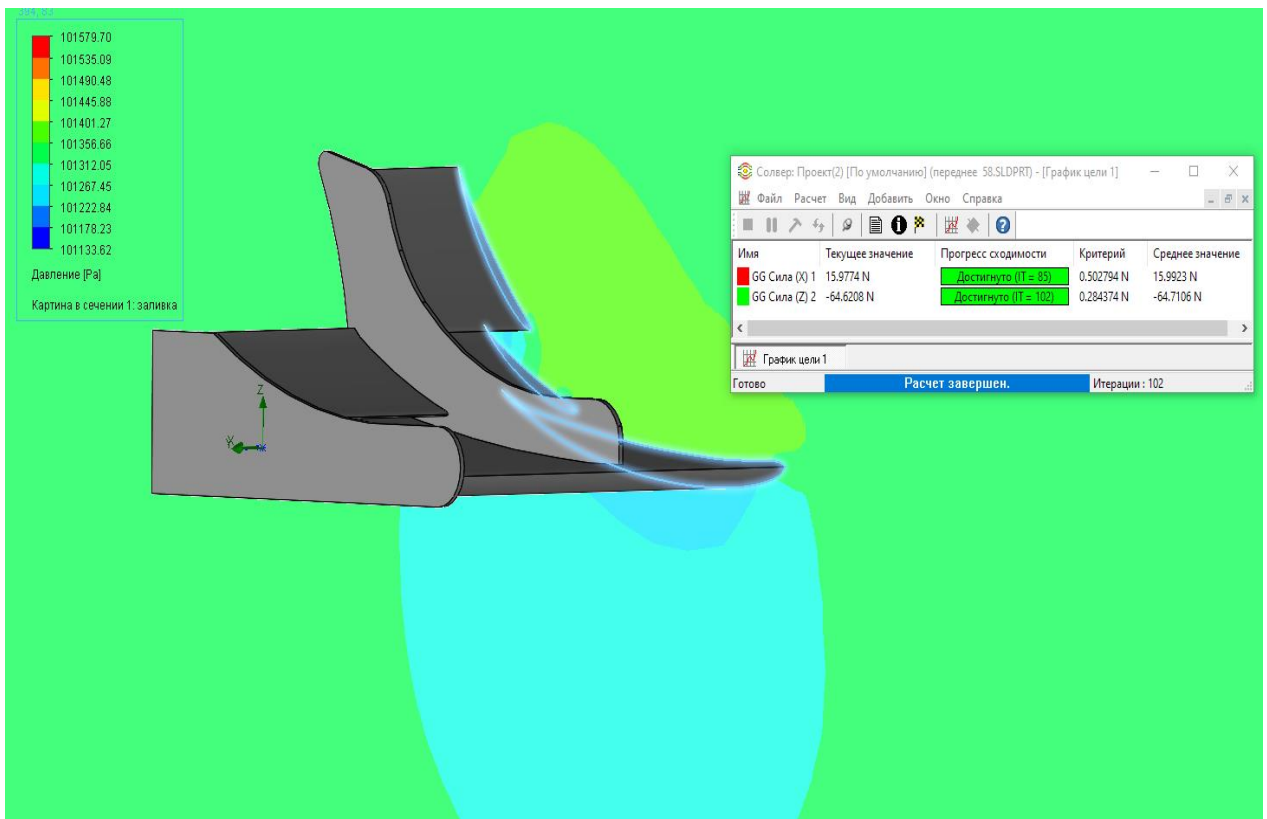 394,83
101579.70
101535.09
101490.48
101445.88
101401.27
101356.66
101312.05
101267.45
101222.84
101178.23
101133.62
Давление [Pa]
Картина в сечении 1: заливка
Z
X
Солвер: Проект(2) [По умолчанию] (переднее 58.SLDPRT) - [График цели 1]
Файл Расчет Вид Добавить Окно Справка
Имя Текущее значение Прогресс сходимости Критерий Среднее значение
GG Сила (X) 1 15.9774 N Достигнуто (IT = 85) 0.502794 N 15.9923 N
GG Сила (Z) 2 -64.6208 N Достигнуто (IT = 102) 0.284374 N -64.7106 N
График цели 1
Готово Расчет завершен. Итерации : 102